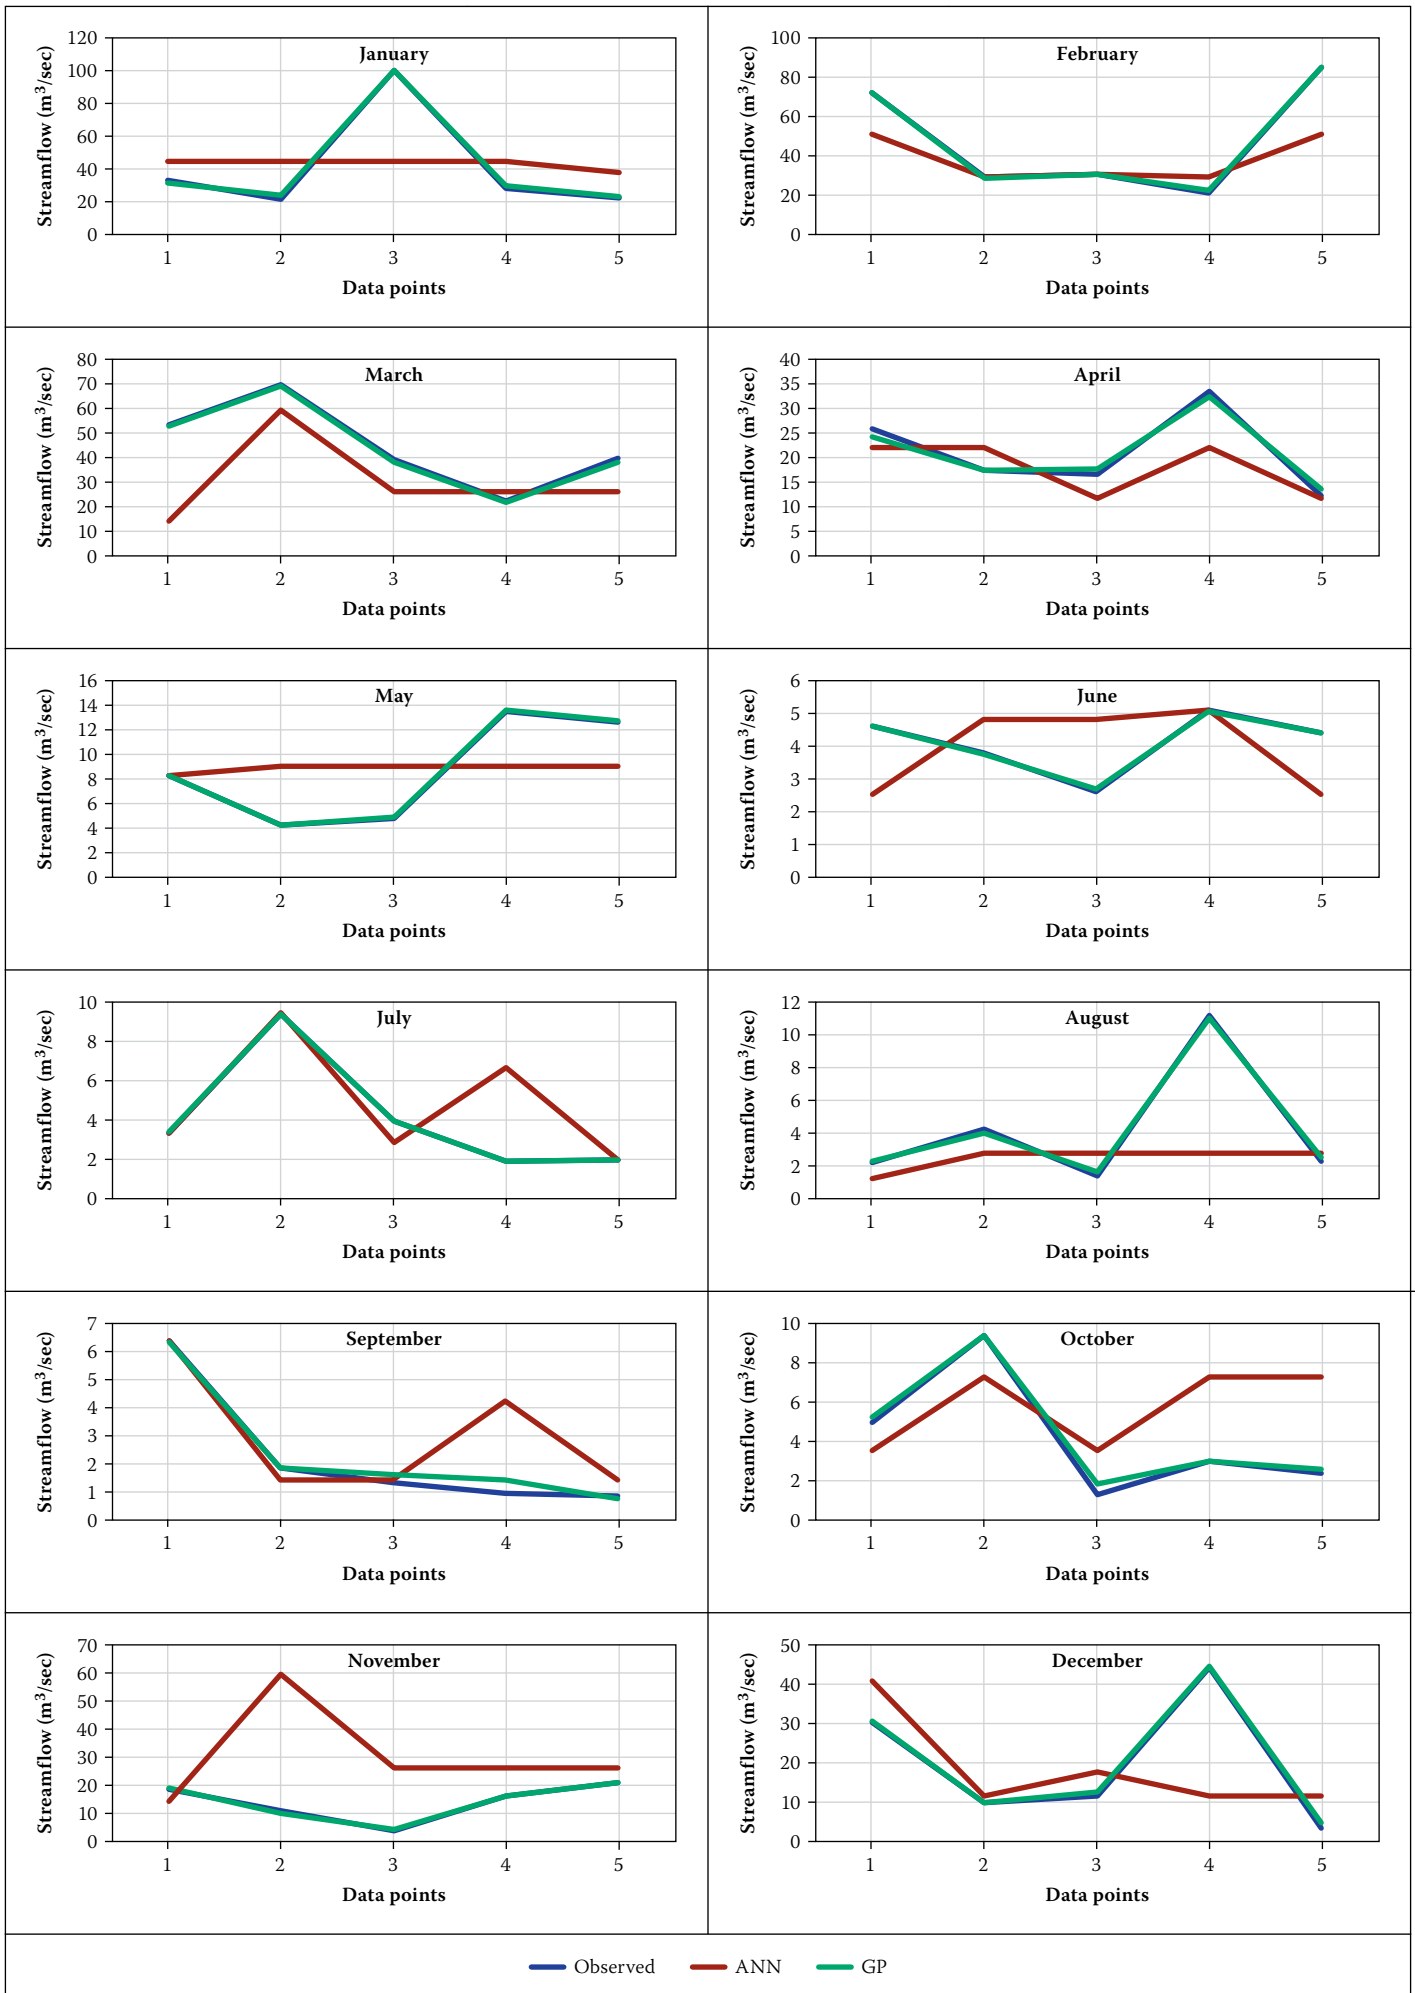 January
Streamflow (m³/sec)
120
100
80
60
40
20
0
1 2 3 4 5
Data points
February
Streamflow (m³/sec)
100
80
60
40
20
0
1 2 3 4 5
Data points
March
Streamflow (m³/sec)
80
70
60
50
40
30
20
10
0
1 2 3 4 5
Data points
April
Streamflow (m³/sec)
40
35
30
25
20
15
10
5
0
1 2 3 4 5
Data points
May
Streamflow (m³/sec)
16
14
12
10
8
6
4
2
0
1 2 3 4 5
Data points
June
Streamflow (m³/sec)
6
5
4
3
2
1
0
1 2 3 4 5
Data points
July
Streamflow (m³/sec)
10
8
6
4
2
0
1 2 3 4 5
Data points
August
Streamflow (m³/sec)
12
10
8
6
4
2
0
1 2 3 4 5
Data points
September
Streamflow (m³/sec)
7
6
5
4
3
2
1
0
1 2 3 4 5
Data points
October
Streamflow (m³/sec)
10
8
6
4
2
0
1 2 3 4 5
Data points
November
Streamflow (m³/sec)
70
60
50
40
30
20
10
0
1 2 3 4 5
Data points
December
Streamflow (m³/sec)
50
40
30
20
10
0
1 2 3 4 5
Data points
Observed ANN GP